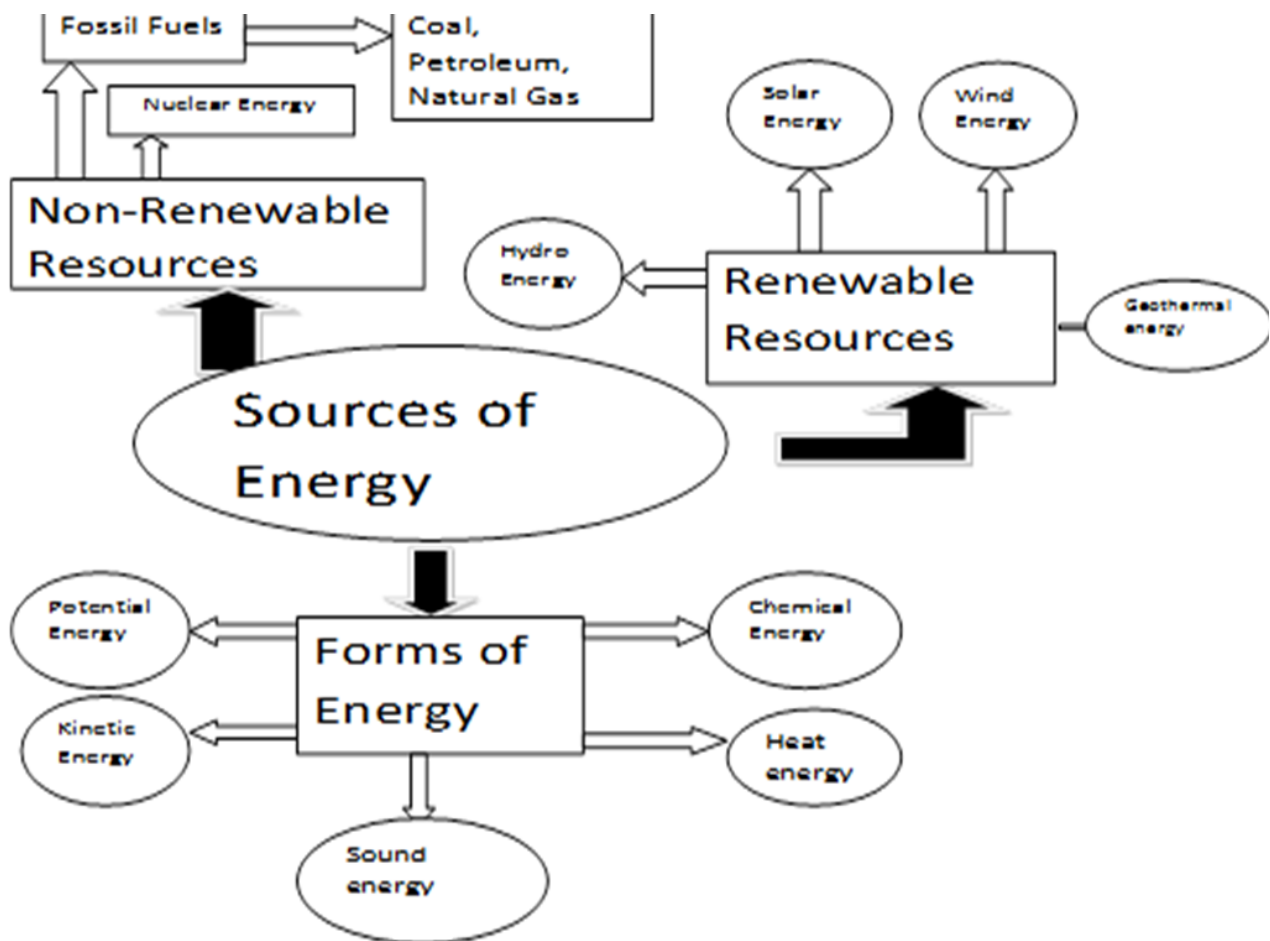 Fossil Fuels
Coal,
Petroleum,
Natural Gas
Nuclear Energy
Solar
Energy
Wind
Energy
Non-Renewable
Resources
Hydro
Energy
Renewable
Resources
Geothermal
energy
Sources of
Energy
Potential
Energy
Chemical
Energy
Forms of
Energy
Kinetic
Energy
Heat
energy
Sound
energy